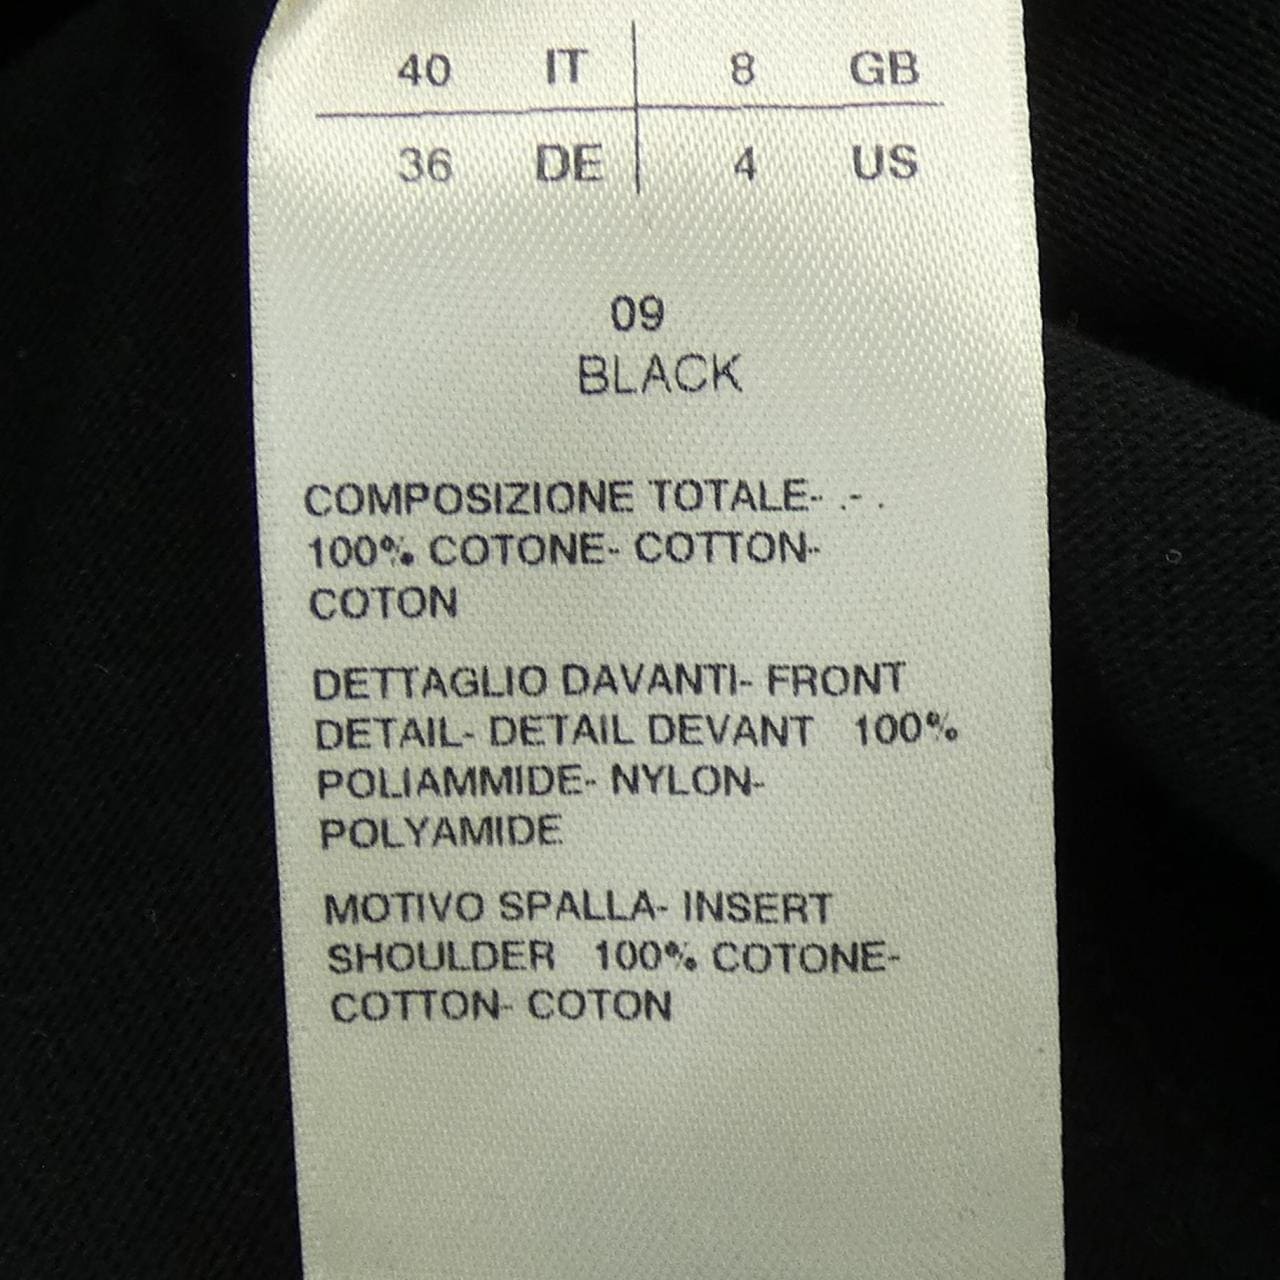 40 IT 8 GB
36 DE 4 US
09
BLACK
COMPOSIZIONE TOTALE- .- .
100% COTONE- COTTON-
COTON
DETTAGLIO DAVANTI- FRONT
DETAIL- DETAIL DEVANT 100%
POLIAMMIDE- NYLON-
POLYAMIDE
MOTIVO SPALLA- INSERT
SHOULDER 100% COTONE-
COTTON- COTON